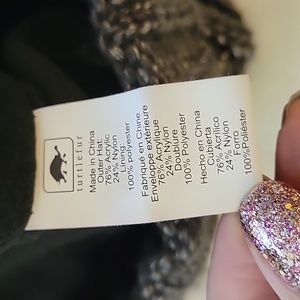 turtlefur
Made in China
Outer Hat:
76% Acrylic
24% Nylon
Lining:
100% polyester
Fabriqué en Chine
Enveloppe extérieure
76% Acrylique
24% Nylon
Doublure
100% Polyester
Hecho en China
Cubierta
76% Acrílico
24% Nylon
Forro
100%Poliéster